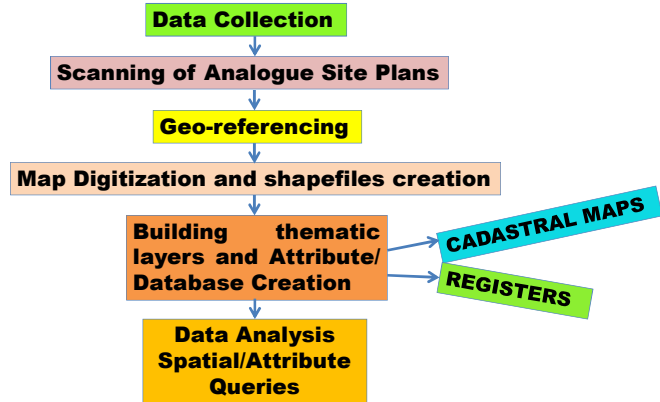 Data Collection
Scanning of Analogue Site Plans
Geo-referencing
Map Digitization and shapefiles creation
Building thematic
layers and Attribute/
Database Creation
CADASTRAL MAPS
REGISTERS
Data Analysis
Spatial/Attribute
Queries